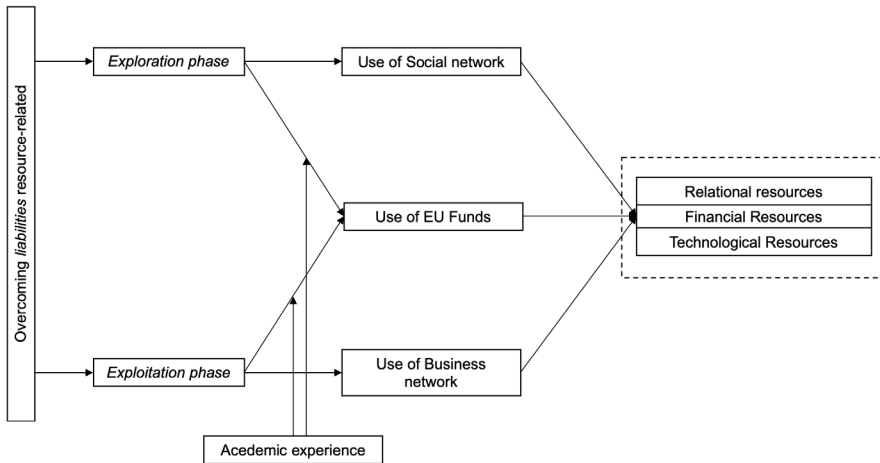 Overcoming liabilities resource-related
Exploration phase
Use of Social network
Relational resources
Use of EU Funds
Financial Resources
Technological Resources
Exploitation phase
Use of Business
network
Acedemic experience